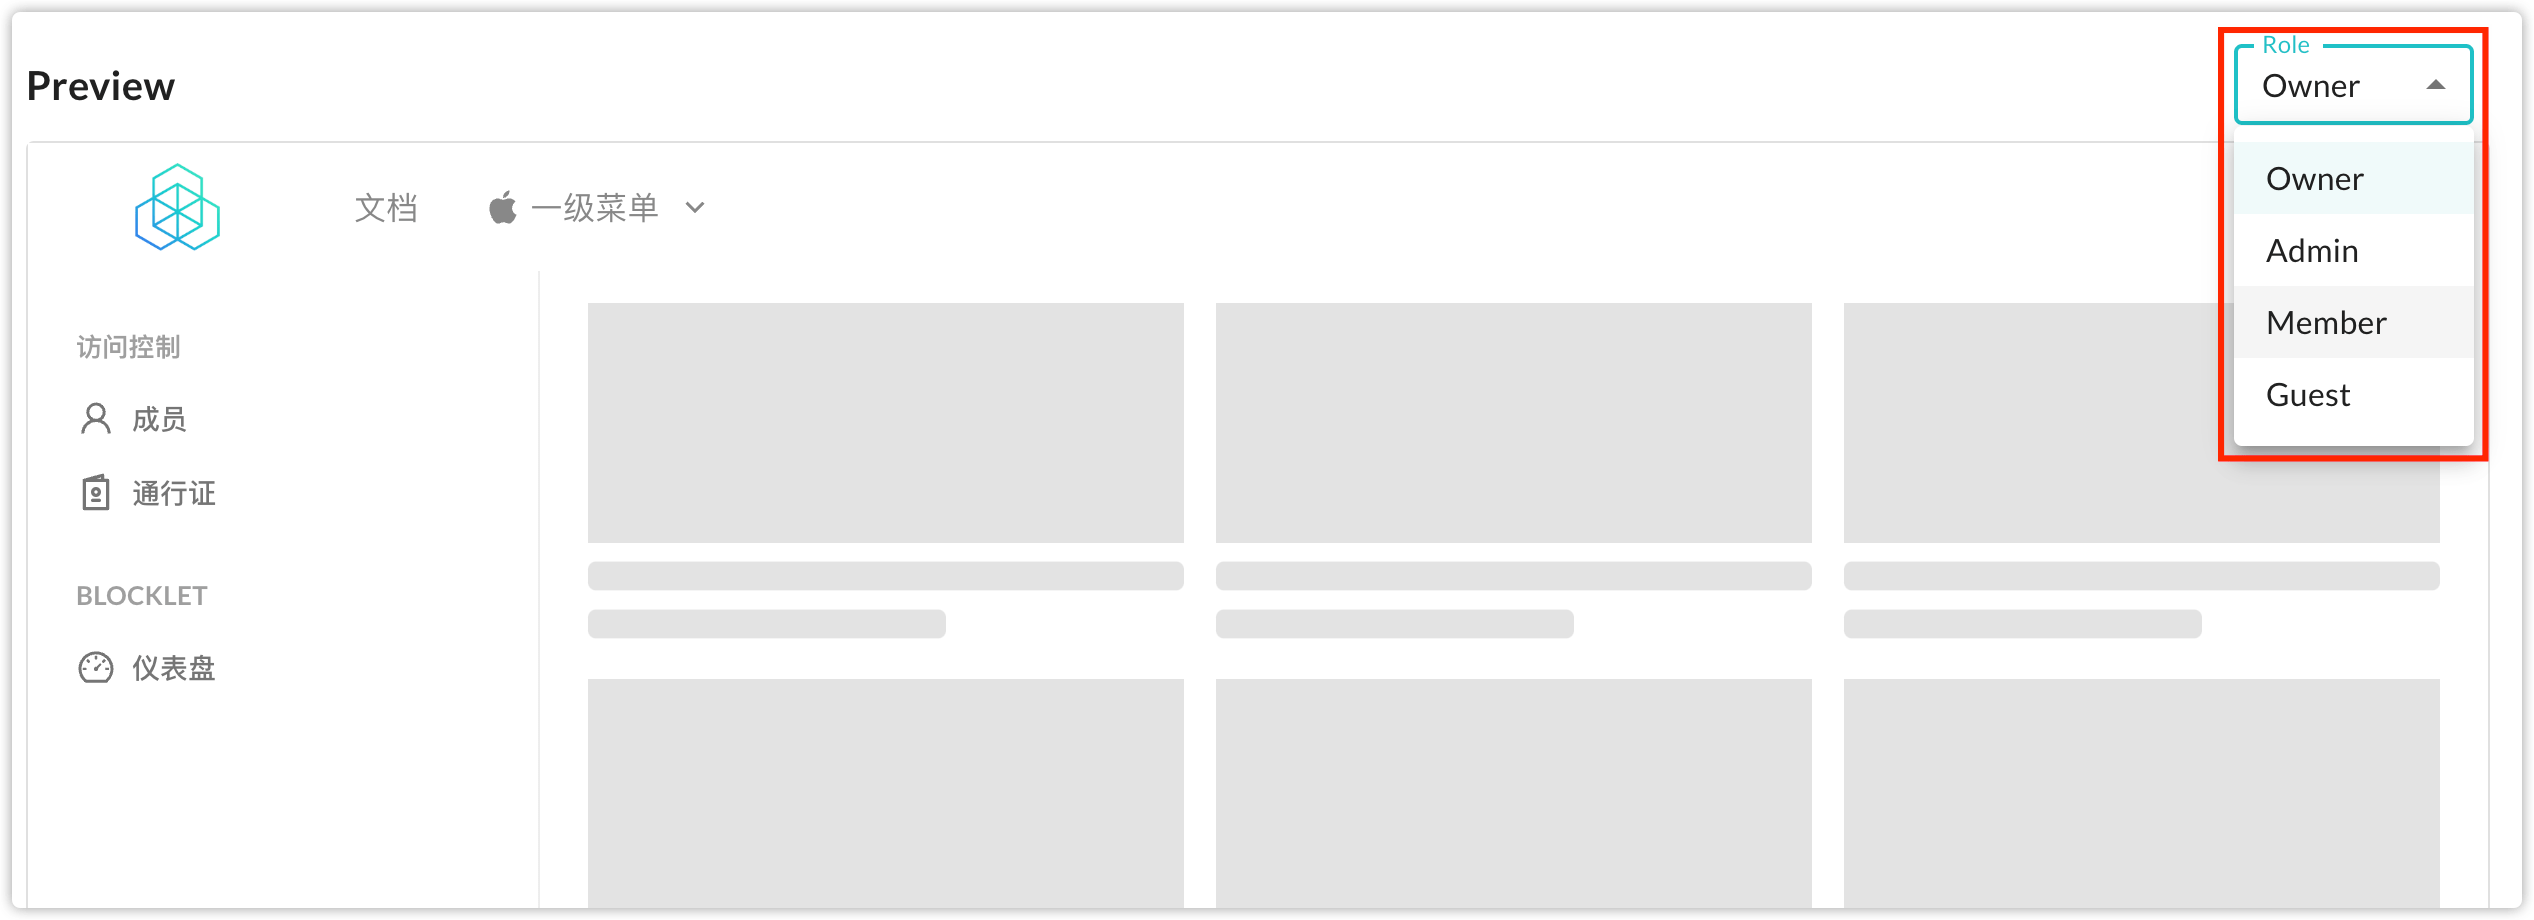 Preview
Role
Owner
Owner
Admin
Member
Guest
文档
一级菜单
访问控制
成员
通行证
BLOCKLET
仪表盘